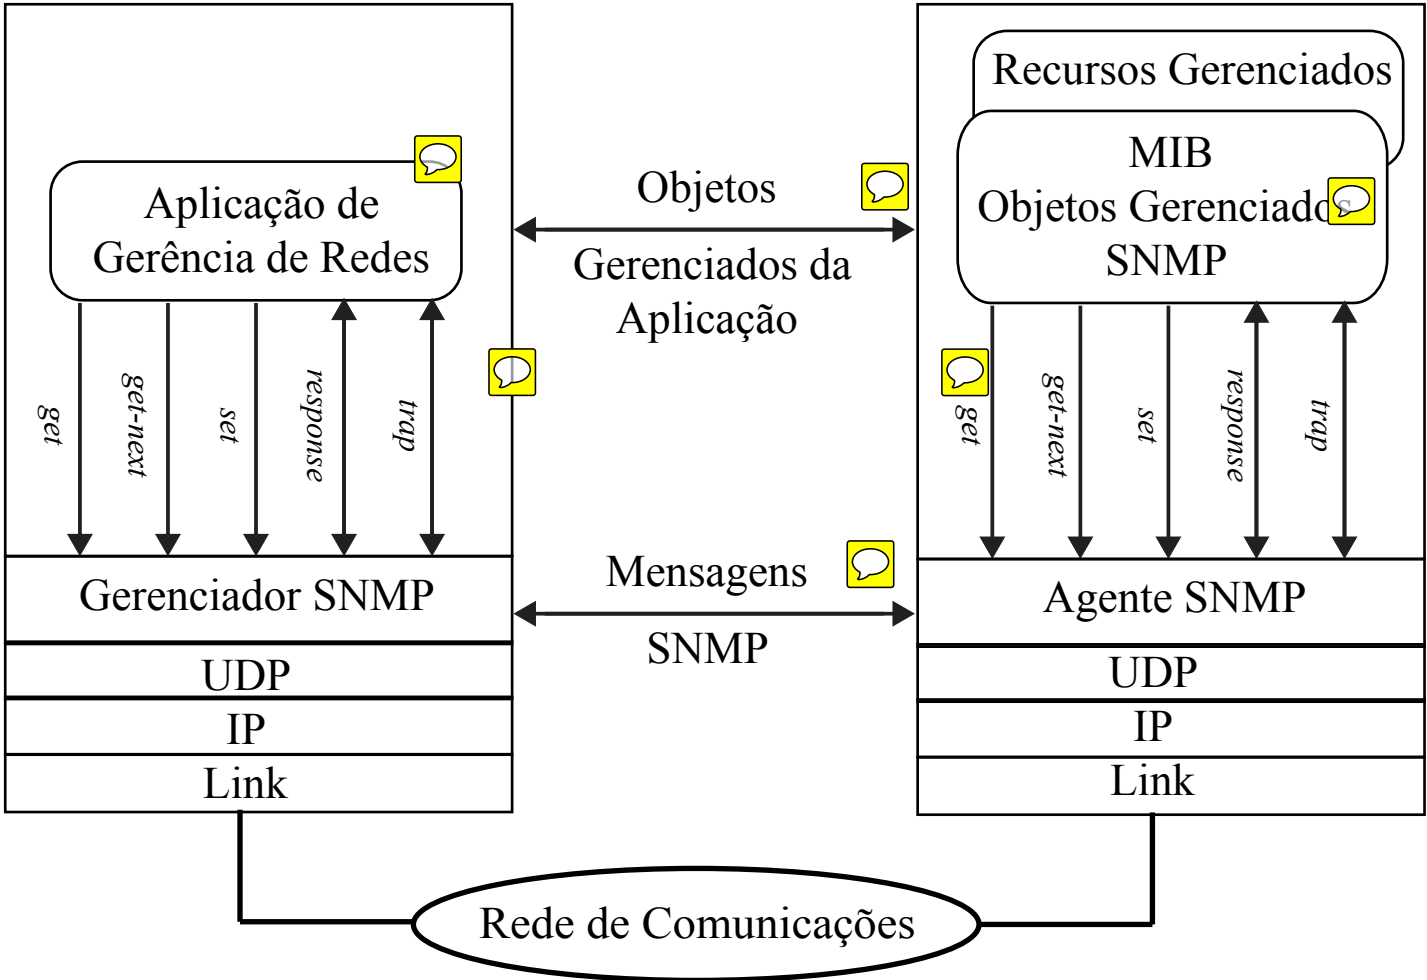 Recursos Gerenciados
MIB
Objetos Gerenciados
SNMP
Aplicação de
Gerência de Redes
Objetos
Gerenciados da
Aplicação
get
get-next
set
response
trap
get
get-next
set
response
trap
Gerenciador SNMP
Mensagens
SNMP
Agente SNMP
UDP
IP
Link
UDP
IP
Link
Rede de Comunicações